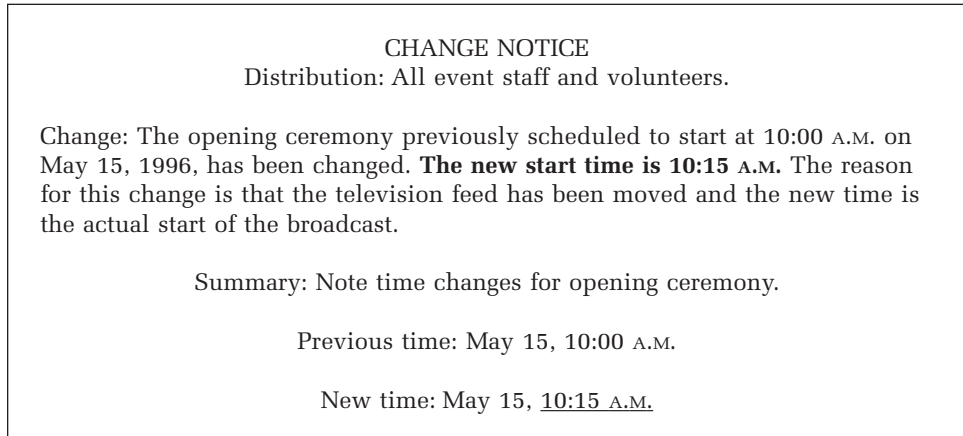 CHANGE NOTICE
Distribution: All event staff and volunteers.
Change: The opening ceremony previously scheduled to start at 10:00 A.M. on
May 15, 1996, has been changed. The new start time is 10:15 A.M. The reason
for this change is that the television feed has been moved and the new time is
the actual start of the broadcast.
Summary: Note time changes for opening ceremony.
Previous time: May 15, 10:00 A.M.
New time: May 15, 10:15 A.M.